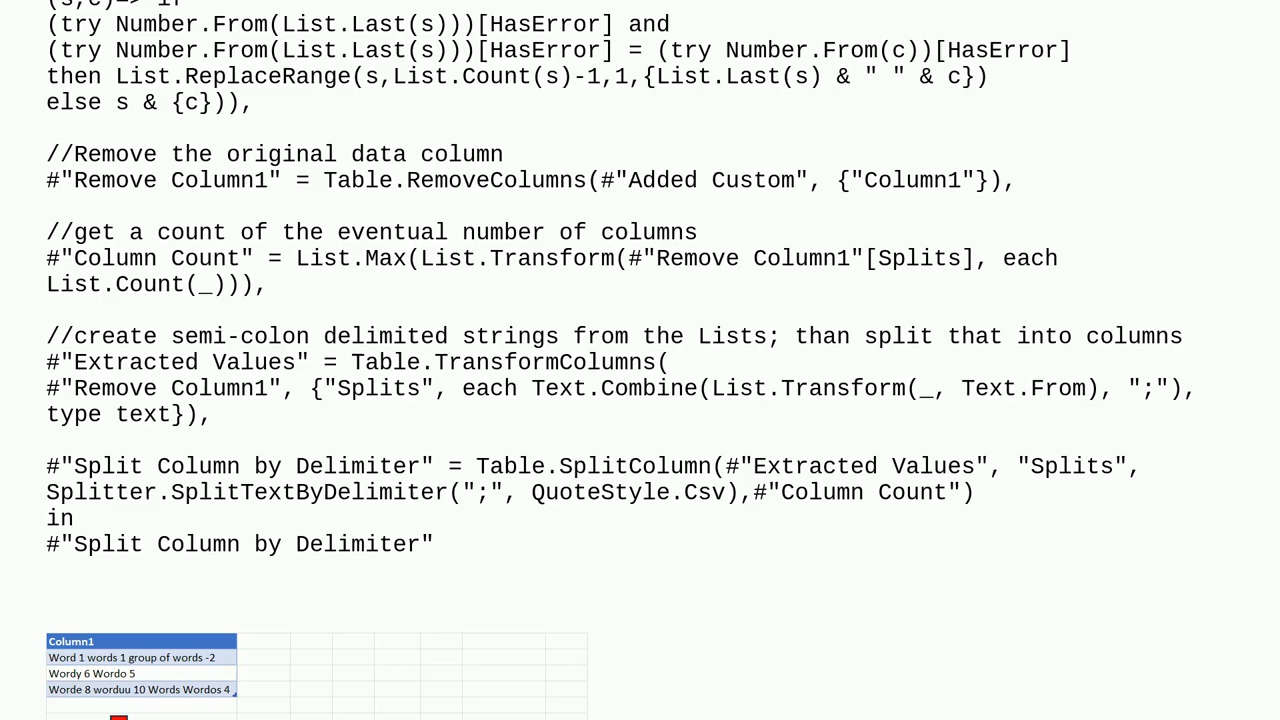 (s,c)=> if
(try Number.From(List.Last(s)))[HasError] and
(try Number.From(List.Last(s)))[HasError] = (try Number.From(c))[HasError]
then List.ReplaceRange(s,List.Count(s)-1,1,{List.Last(s) & " " & c})
else s & {c})),
//Remove the original data column
#"Remove Column1" = Table.RemoveColumns(#"Added Custom", {"Column1"}),
//get a count of the eventual number of columns
#"Column Count" = List.Max(List.Transform(#"Remove Column1"[Splits], each
List.Count(_))),
//create semi-colon delimited strings from the Lists; than split that into columns
#"Extracted Values" = Table.TransformColumns(
#"Remove Column1", {"Splits", each Text.Combine(List.Transform(_, Text.From), ";"),
type text}),
#"Split Column by Delimiter" = Table.SplitColumn(#"Extracted Values", "Splits",
Splitter.SplitTextByDelimiter(";", QuoteStyle.Csv),#"Column Count")
in
#"Split Column by Delimiter"
Column1
Word 1 words 1 group of words -2
Wordy 6 Wordo 5
Worde 8 worduu 10 Words Wordos 4